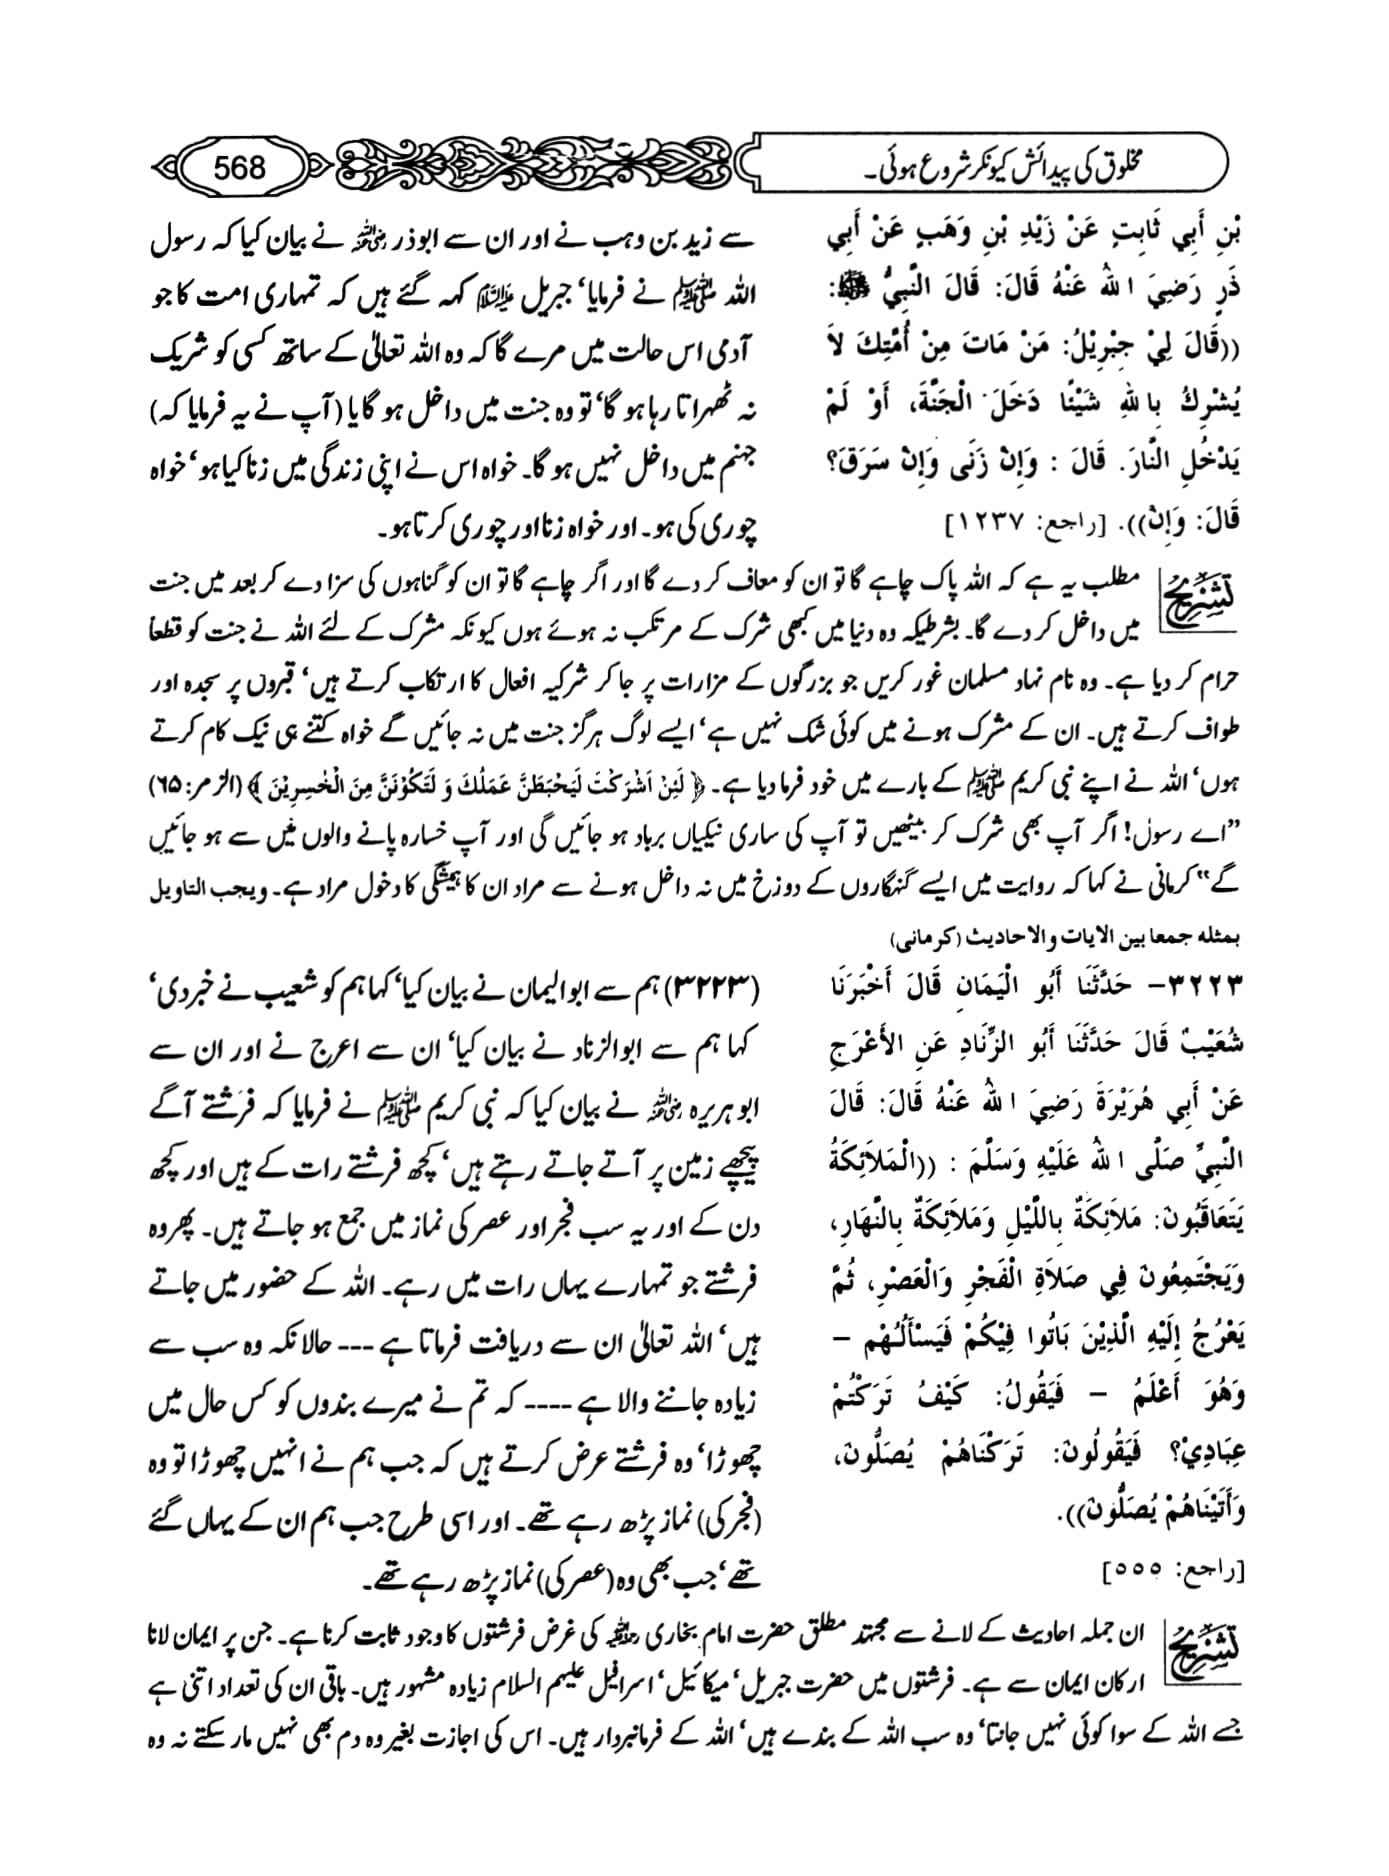 مخلوق کی پیدائش کیونکر شروع ہوئی۔
568
بْنِ أَبِي ثَابِتٍ عَنْ زَيْدِ بْنِ وَهَبٍ عَنْ أَبِي
ذَرٍ رَضِيَ ا للهُ عَنْهُ قَالَ: قَالَ النَّبِيُّ ﷺ:
((قَالَ لِيْ جِبْرِيْلُ: مَنْ مَاتَ مِنْ أُمَّتِكَ لاَ
يُشْرِكُ بِاللهِ شَيْئًا دَخَلَ الْجَنَّةَ، أَوْ لَمْ
يَدْخُلِ النَّارَ. قَالَ : وَإِنْ زَنَى وَإِنْ سَرَقَ؟
قَالَ: وَإِنْ)). [راجع: ١٢٣٧]
سے زید بن وہب نے اور ان سے ابوذر رضی اللہ عنہ نے بیان کیا کہ رسول
اللہ ﷺ نے فرمایا‘ جبریل علیہ السلام کہہ گئے ہیں کہ تمہاری امت کا جو
آدمی اس حالت میں مرے گا کہ وہ اللہ تعالیٰ کے ساتھ کسی کو شریک
نہ ٹھہراتا رہا ہو گا‘ تو وہ جنت میں داخل ہو گا یا (آپ نے یہ فرمایا کہ)
جہنم میں داخل نہیں ہو گا۔ خواہ اس نے اپنی زندگی میں زنا کیا ہو‘ خواہ
چوری کی ہو۔ اور خواہ زنا اور چوری کرتا ہو۔
تشریح
مطلب یہ ہے کہ اللہ پاک چاہے گا تو ان کو معاف کر دے گا اور اگر چاہے گا تو ان کو گناہوں کی سزا دے کر بعد میں جنت
میں داخل کر دے گا۔ بشرطیکہ وہ دنیا میں کبھی شرک کے مرتکب نہ ہوئے ہوں کیونکہ مشرک کے لئے اللہ نے جنت کو قطعاً
حرام کر دیا ہے۔ وہ نام نہاد مسلمان غور کریں جو بزرگوں کے مزارات پر جا کر شرکیہ افعال کا ارتکاب کرتے ہیں‘ قبروں پر سجدہ اور
طواف کرتے ہیں۔ ان کے مشرک ہونے میں کوئی شک نہیں ہے‘ ایسے لوگ ہرگز جنت میں نہ جائیں گے خواہ کتنے ہی نیک کام کرتے
ہوں‘ اللہ نے اپنے نبی کریم ﷺ کے بارے میں خود فرما دیا ہے۔ ﴿ لَئِنْ اَشْرَكْتَ لَيَحْبَطَنَّ عَمَلُكَ وَ لَتَكُوْنَنَّ مِنَ الْخٰسِرِيْنَ ﴾ (الزمر: ٦٥)
”اے رسول! اگر آپ بھی شرک کر بیٹھیں تو آپ کی ساری نیکیاں برباد ہو جائیں گی اور آپ خسارہ پانے والوں میں سے ہو جائیں
گے“ کرمانی نے کہا کہ روایت میں ایسے گنہگاروں کے دوزخ میں نہ داخل ہونے سے مراد ان کا ہمیشگی کا دخول مراد ہے۔ ویجب التاویل
بمثله جمعا بین الایات والاحادیث (کرمانی)
٣٢٢٣- حَدَّثَنَا أَبُو الْيَمَانِ قَالَ أَخْبَرَنَا
شُعَيْبٌ قَالَ حَدَّثَنَا أَبُو الزِّنَادِ عَنِ الأَعْرَجِ
عَنْ أَبِي هُرَيْرَةَ رَضِيَ ا للهُ عَنْهُ قَالَ: قَالَ
النَّبِيِّ صَلَّى ا للهُ عَلَيْهِ وَسَلَّمَ : ((الْمَلاَئِكَةُ
يَتَعَاقَبُونَ: مَلاَئِكَةٌ بِاللَّيْلِ وَمَلاَئِكَةٌ بِالنَّهَارِ،
وَيَجْتَمِعُونَ فِي صَلاَةِ الْفَجْرِ وَالْعَصْرِ، ثُمَّ
يَعْرُجُ إِلَيْهِ الَّذِيْنَ بَاتُوا فِيْكُمْ فَيَسْأَلُهُم –
وَهُوَ أَعْلَمُ – فَيَقُولُ: كَيْفَ تَرَكْتُمْ
عِبَادِيْ؟ فَيَقُولُونَ: تَرَكْنَاهُمْ يُصَلُّونَ،
وَأَتَيْنَاهُمْ يُصَلُّونَ)).
[راجع: ٥٥٥]
(۳۲۲۳) ہم سے ابوالیمان نے بیان کیا‘ کہا ہم کو شعیب نے خبر دی‘
کہا ہم سے ابوالزناد نے بیان کیا‘ ان سے اعرج نے اور ان سے
ابو ہریرہ رضی اللہ عنہ نے بیان کیا کہ نبی کریم ﷺ نے فرمایا کہ فرشتے آگے
پیچھے زمین پر آتے جاتے رہتے ہیں‘ کچھ فرشتے رات کے ہیں اور کچھ
دن کے اور یہ سب فجر اور عصر کی نماز میں جمع ہو جاتے ہیں۔ پھر وہ
فرشتے جو تمہارے یہاں رات میں رہے۔ اللہ کے حضور میں جاتے
ہیں‘ اللہ تعالیٰ ان سے دریافت فرماتا ہے --- حالانکہ وہ سب سے
زیادہ جاننے والا ہے ---- کہ تم نے میرے بندوں کو کس حال میں
چھوڑا‘ وہ فرشتے عرض کرتے ہیں کہ جب ہم نے انہیں چھوڑا تو وہ
(فجر کی) نماز پڑھ رہے تھے۔ اور اسی طرح جب ہم ان کے یہاں گئے
تھے‘ جب بھی وہ (عصر کی) نماز پڑھ رہے تھے۔
تشریح
ان جملہ احادیث کے لانے سے مجتہد مطلق حضرت امام بخاری رحمۃ اللہ علیہ کی غرض فرشتوں کا وجود ثابت کرنا ہے۔ جن پر ایمان لانا
ارکان ایمان سے ہے۔ فرشتوں میں حضرت جبریل‘ میکائیل‘ اسرافیل علیہم السلام زیادہ مشہور ہیں۔ باقی ان کی تعداد اتنی ہے
جسے اللہ کے سوا کوئی نہیں جانتا‘ وہ سب اللہ کے بندے ہیں‘ اللہ کے فرمانبردار ہیں۔ اس کی اجازت بغیر وہ دم بھی نہیں مار سکتے نہ وہ